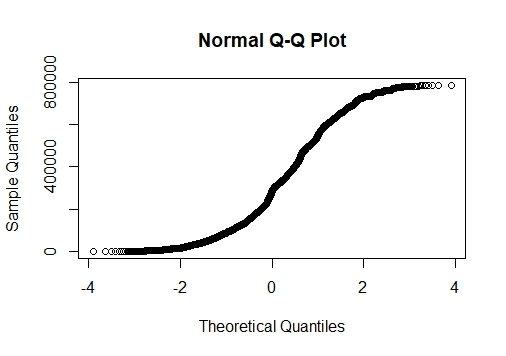 Normal Q-Q Plot
Sample Quantiles
800000
400000
0
-4 -2 0 2 4
Theoretical Quantiles